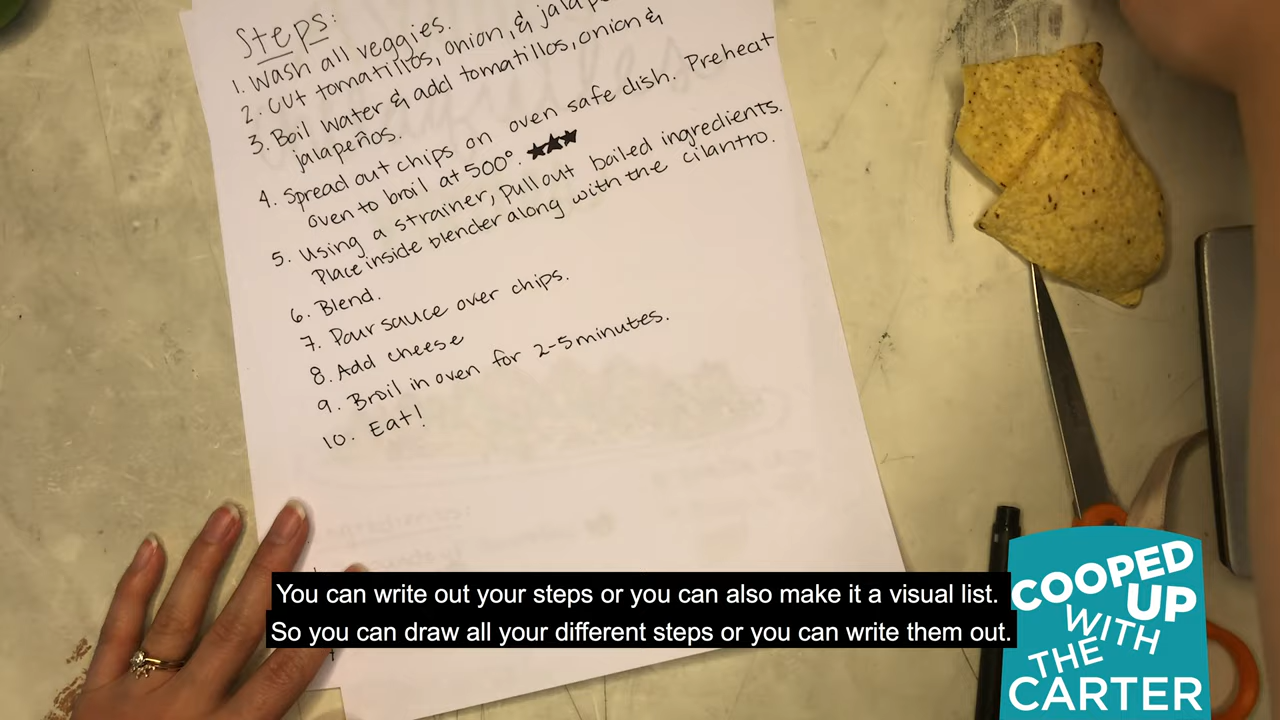 Steps:
1. Wash all veggies.
2. Cut tomatillos, onion, &
3. Boil water & add tomatillos, onion &
jalapeños.
4. Spread out chips on oven safe dish. Preheat
oven to broil at 500°. ★★★
5. Using a strainer, pull out boiled ingredients.
Place inside blender along with the cilantro.
6. Blend.
7. Pour sauce over chips.
8. Add cheese
9. Broil in oven for 2-5 minutes.
10. Eat!
You can write out your steps or you can also make it a visual list.
So you can draw all your different steps or you can write them out.
COOPED
UP
WITH
THE
CARTER